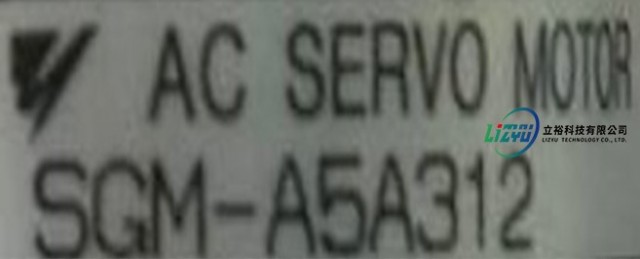 AC SERVO MOTOR
LIZYU 立裕科技有限公司
LIZYU TECHNOLOGY CO., LTD.
SGM-A5A312